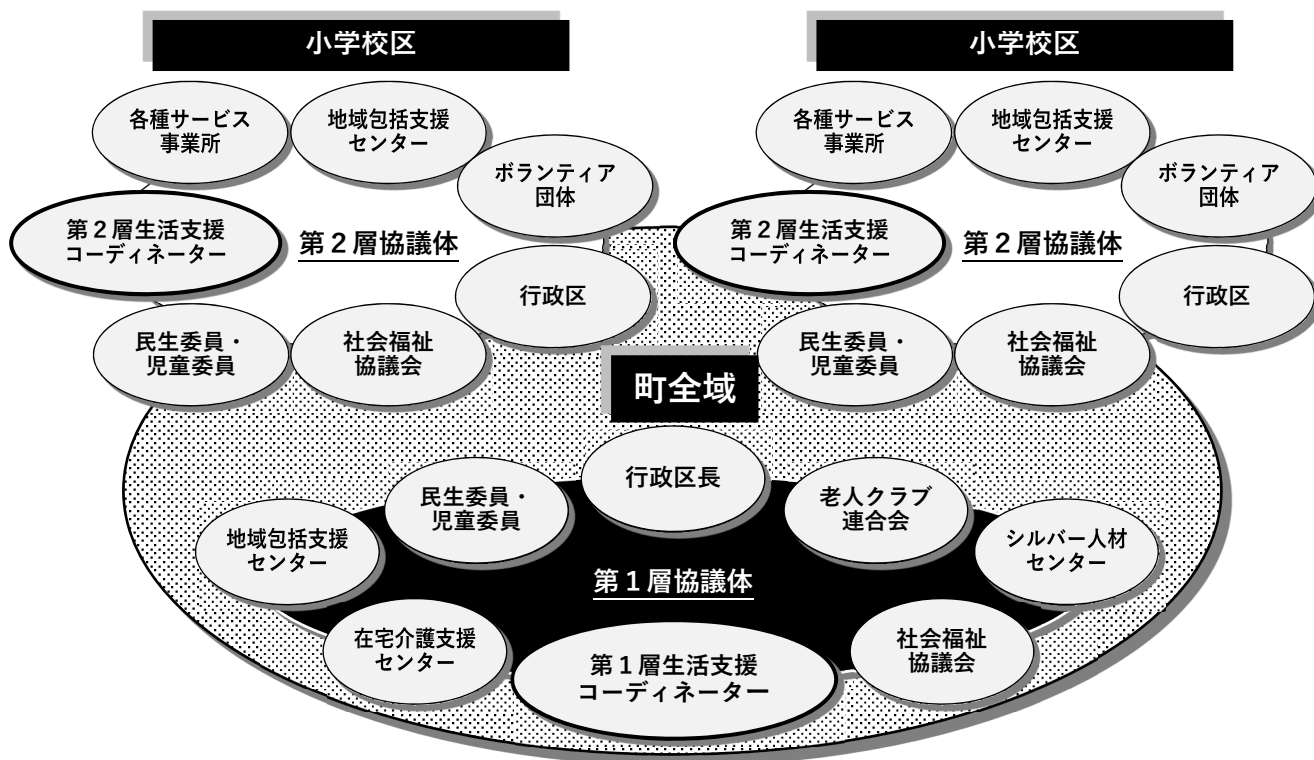 小学校区
各種サービス
事業所
地域包括支援
センター
ボランティア
団体
第２層生活支援
コーディネーター
第２層協議体
行政区
民生委員・
児童委員
社会福祉
協議会
小学校区
各種サービス
事業所
地域包括支援
センター
ボランティア
団体
第２層生活支援
コーディネーター
第２層協議体
行政区
民生委員・
児童委員
社会福祉
協議会
町全域
行政区長
民生委員・
児童委員
老人クラブ
連合会
地域包括支援
センター
シルバー人材
センター
第１層協議体
在宅介護支援
センター
第１層生活支援
コーディネーター
社会福祉
協議会